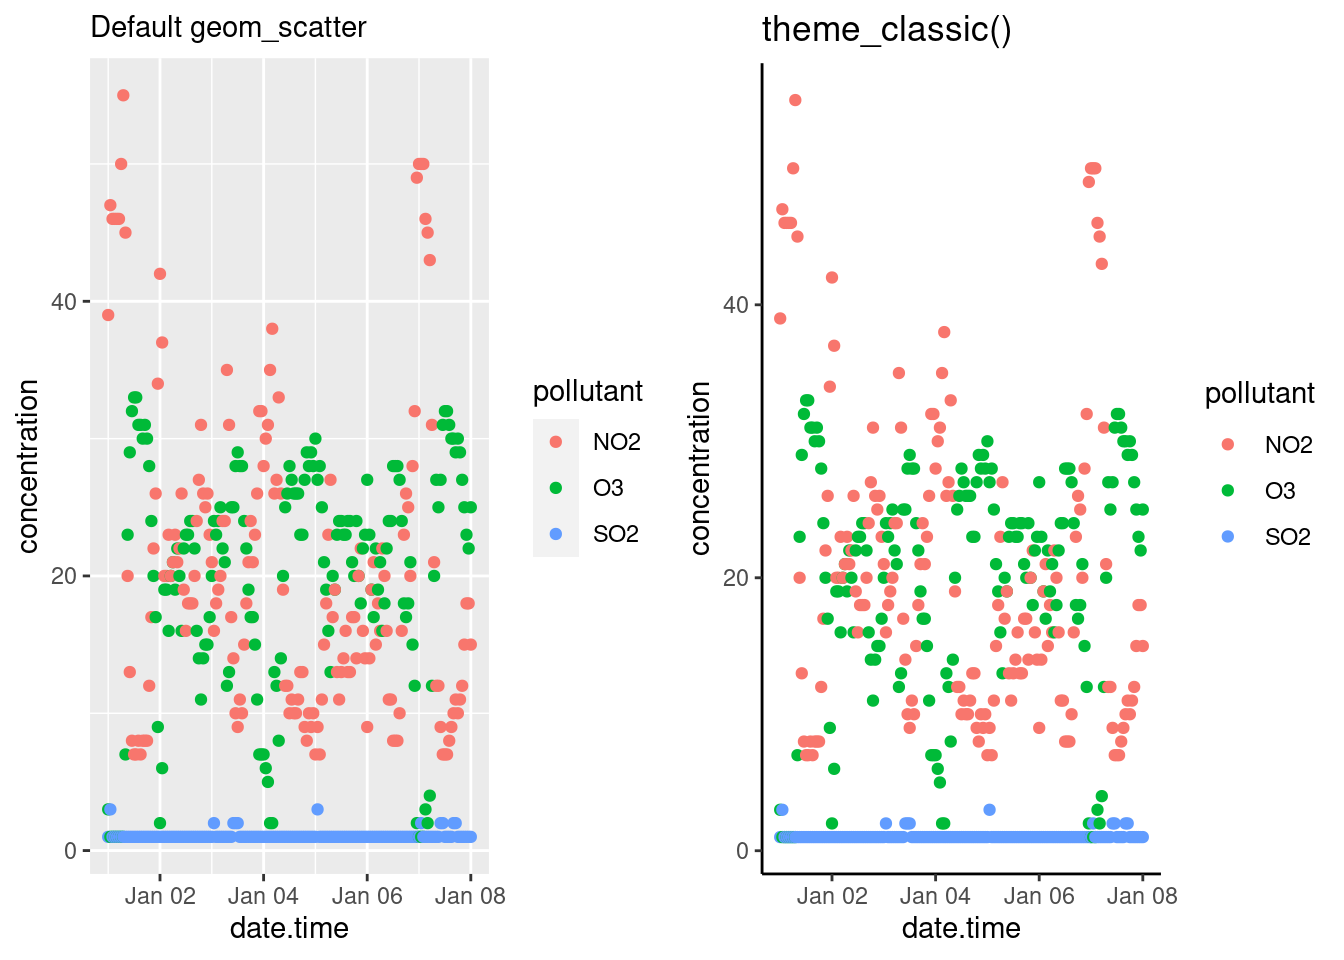 Default geom_scatter
concentration
40
20
0
Jan 02 Jan 04 Jan 06 Jan 08
date.time
pollutant
NO2
O3
SO2
theme_classic()
concentration
40
20
0
Jan 02 Jan 04 Jan 06 Jan 08
date.time
pollutant
NO2
O3
SO2